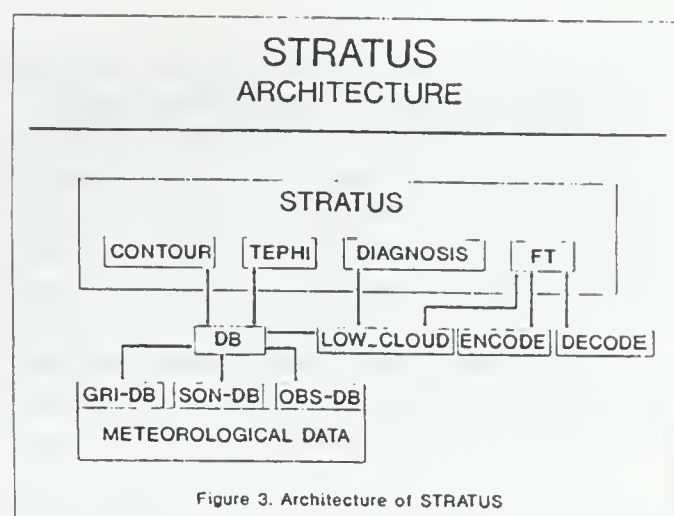 STRATUS
ARCHITECTURE
STRATUS
CONTOUR TEPHI DIAGNOSIS FT
DB LOW_CLOUD ENCODE DECODE
GRI-DB SON-DB OBS-DB
METEOROLOGICAL DATA
Figure 3. Architecture of STRATUS